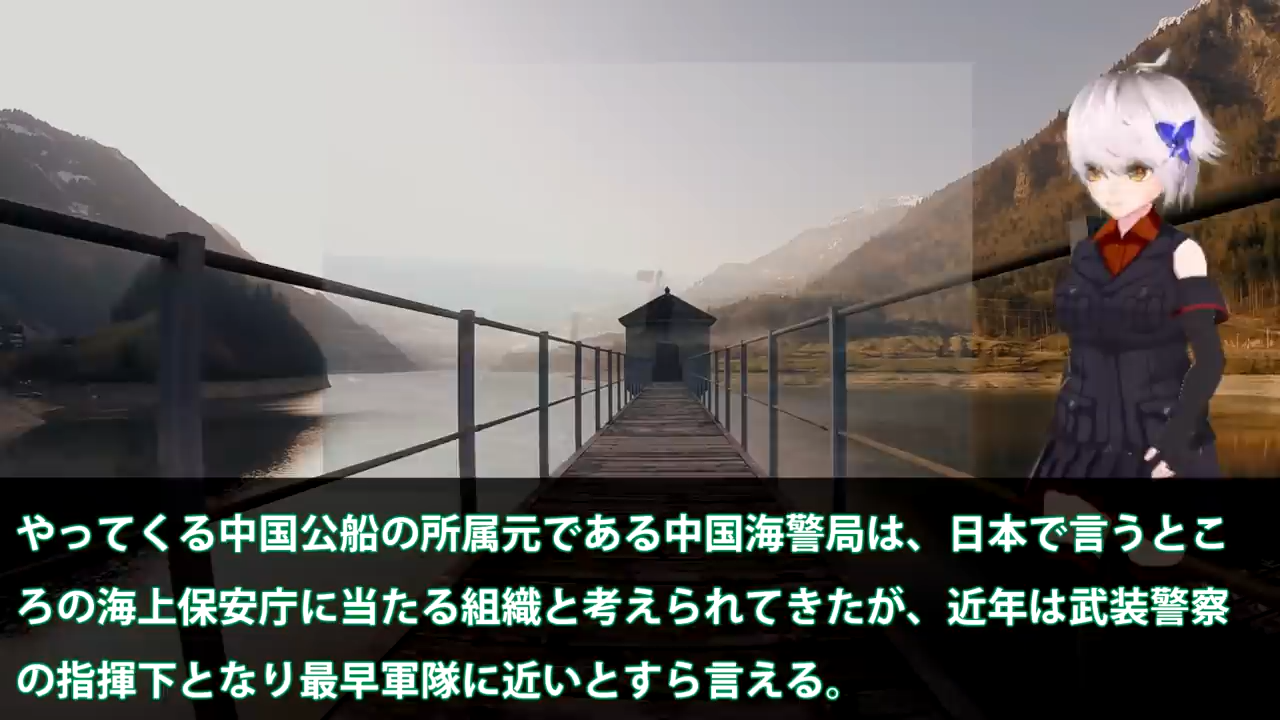 やってくる中国公船の所属元である中国海警局は、日本で言うとこ
ろの海上保安庁に当たる組織と考えられてきたが、近年は武装警察
の指揮下となり最早軍隊に近いとすら言える。